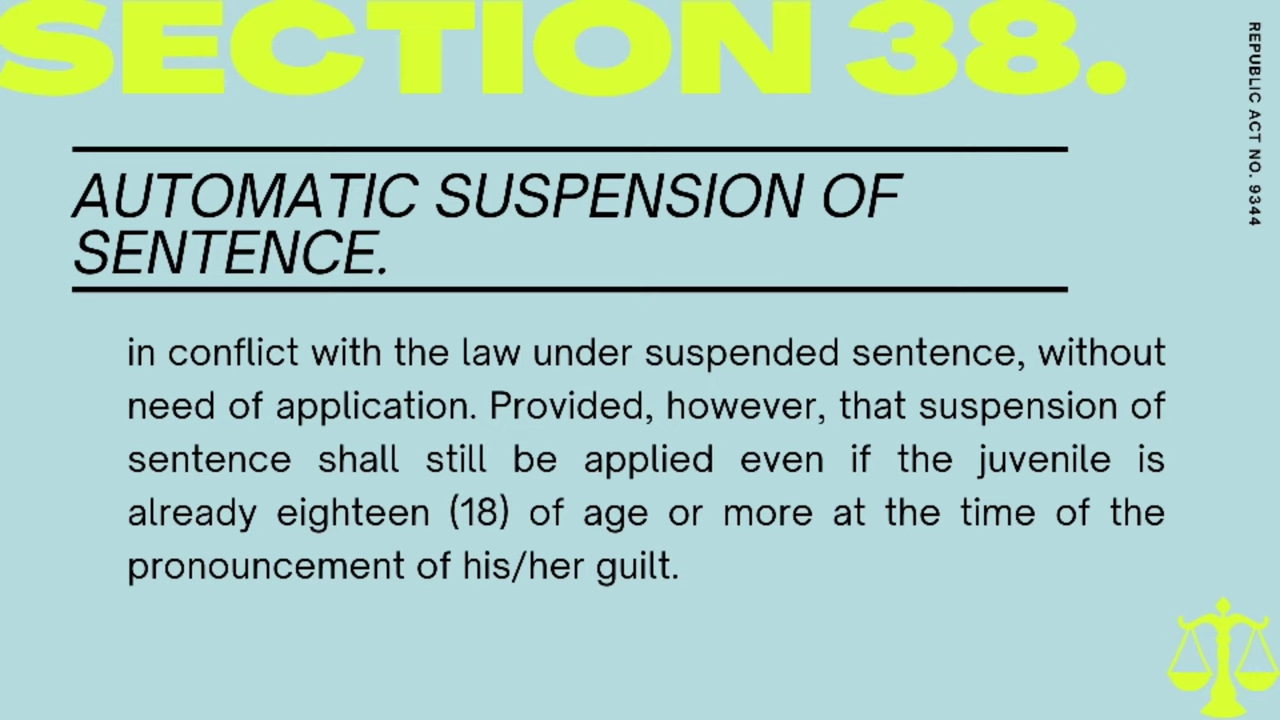 SECTION 38.
REPUBLIC ACT NO. 9344
AUTOMATIC SUSPENSION OF
SENTENCE.
in conflict with the law under suspended sentence, without
need of application. Provided, however, that suspension of
sentence shall still be applied even if the juvenile is
already eighteen (18) of age or more at the time of the
pronouncement of his/her guilt.